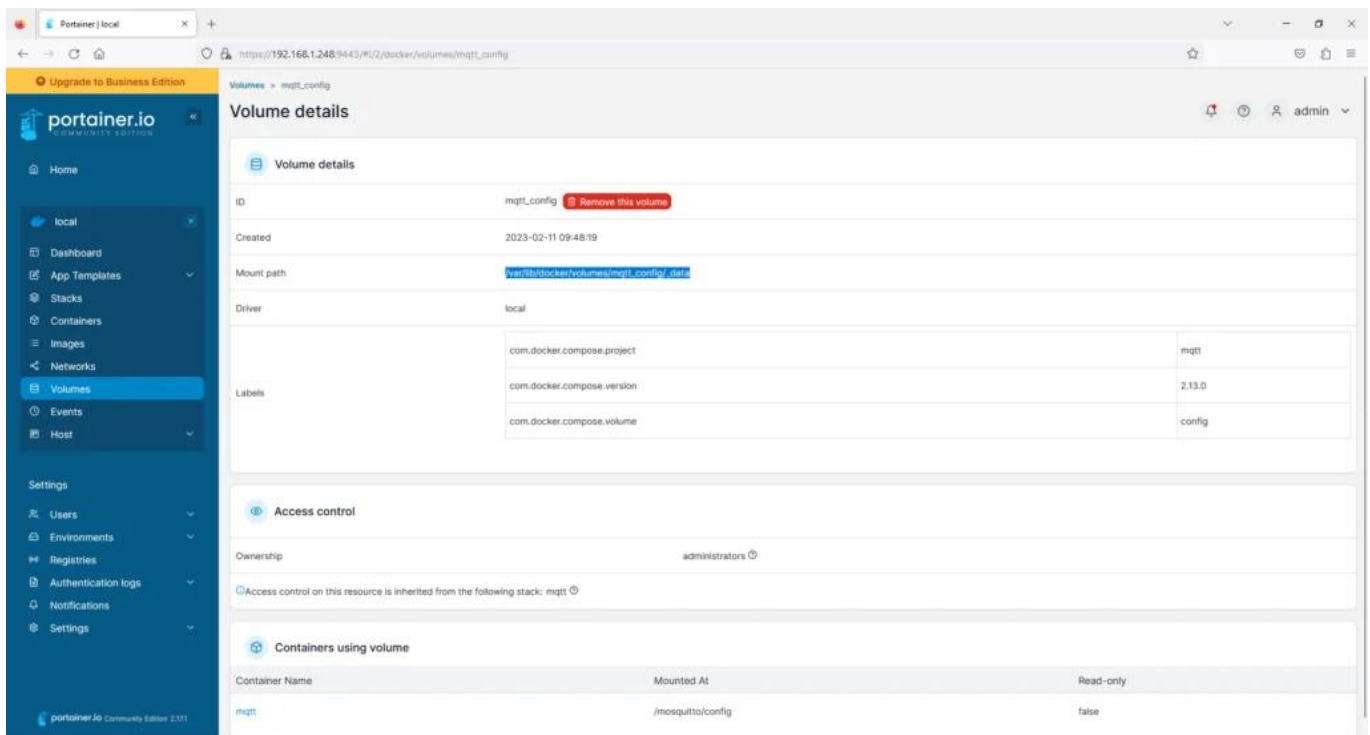 Portainer | local
https://192.168.1.248:9443/#!/2/docker/volumes/mqtt_config
Upgrade to Business Edition
portainer.io
COMMUNITY EDITION
Home
local
Dashboard
App Templates
Stacks
Containers
Images
Networks
Volumes
Events
Host
Settings
Users
Environments
Registries
Authentication logs
Notifications
Settings
portainer.io Community Edition 2.17.1
Volumes > mqtt_config
Volume details
admin
Volume details
ID mqtt_config Remove this volume
Created 2023-02-11 09:48:19
Mount path /var/lib/docker/volumes/mqtt_config/_data
Driver local
Labels
com.docker.compose.project mqtt
com.docker.compose.version 2.13.0
com.docker.compose.volume config
Access control
Ownership administrators
Access control on this resource is inherited from the following stack: mqtt
Containers using volume
Container Name Mounted At Read-only
mqtt /mosquitto/config false